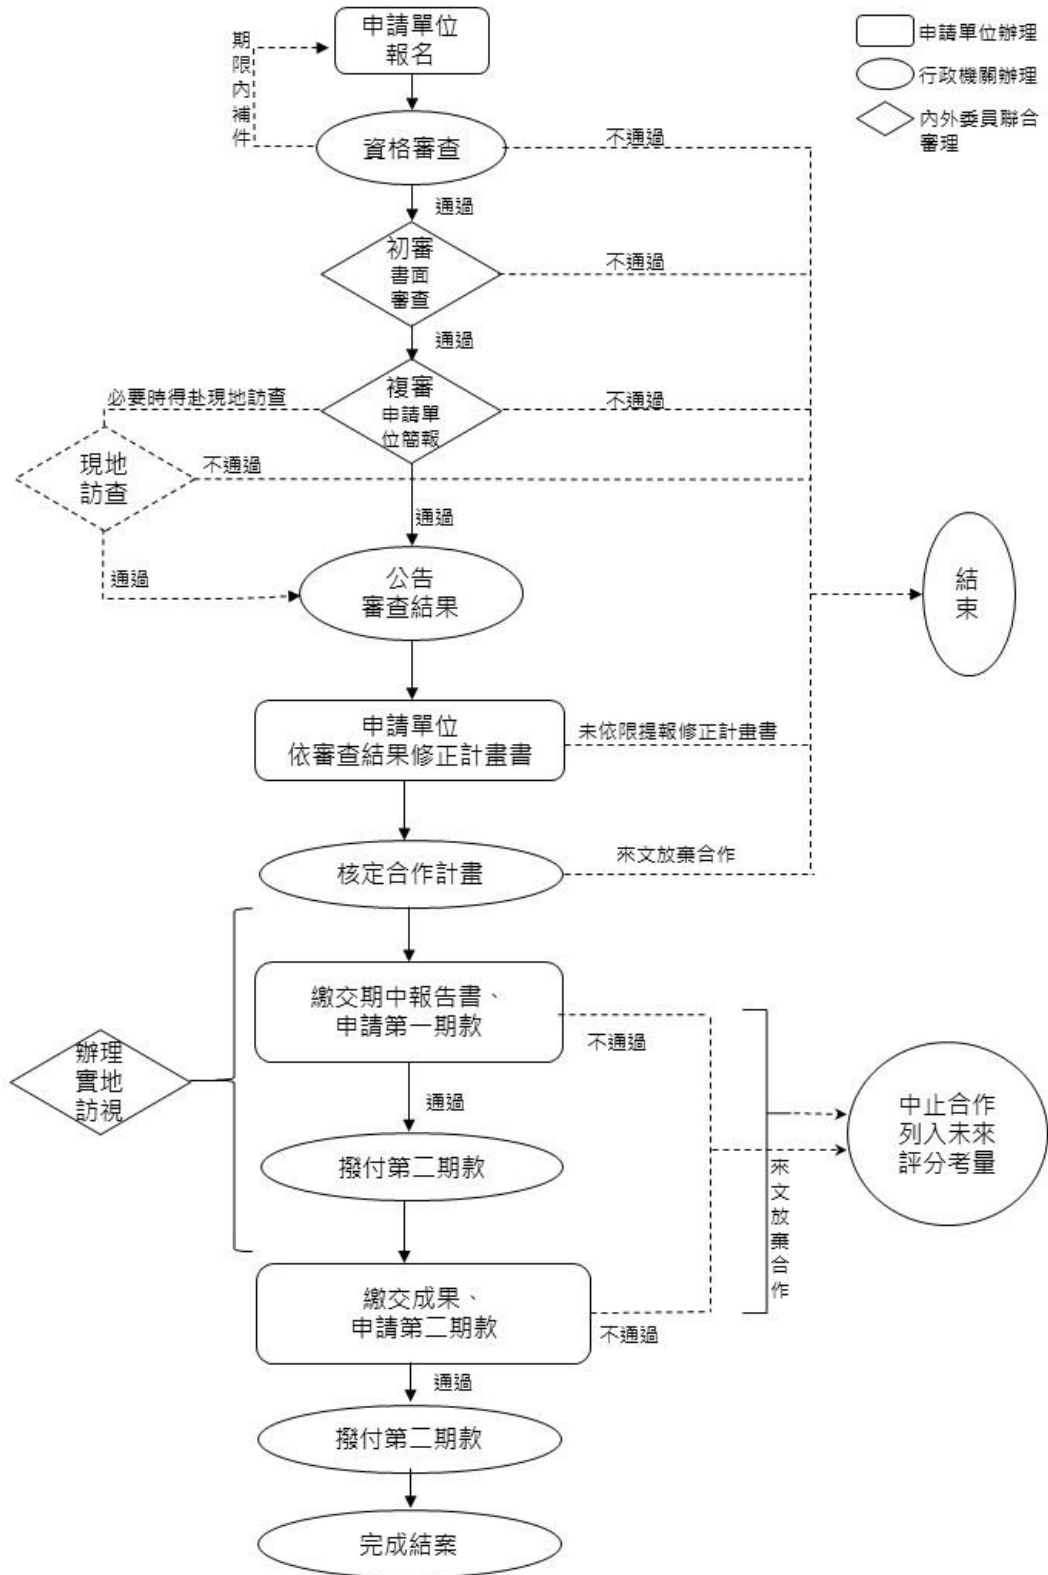 申請單位
報名
期限內補件
申請單位辦理
行政機關辦理
內外委員聯合
審理
資格審查
不通過
通過
初審
書面
審查
不通過
通過
複審
申請單
位簡報
必要時得赴現地訪查
不通過
現地
訪查
不通過
通過
通過
公告
審查結果
結束
申請單位
依審查結果修正計畫書
未依限提報修正計畫書
核定合作計畫
來文放棄合作
繳交期中報告書、
申請第一期款
不通過
辦理
實地
訪視
通過
中止合作
列入未來
評分考量
撥付第二期款
來文放棄合作
繳交成果、
申請第二期款
不通過
通過
撥付第二期款
完成結案